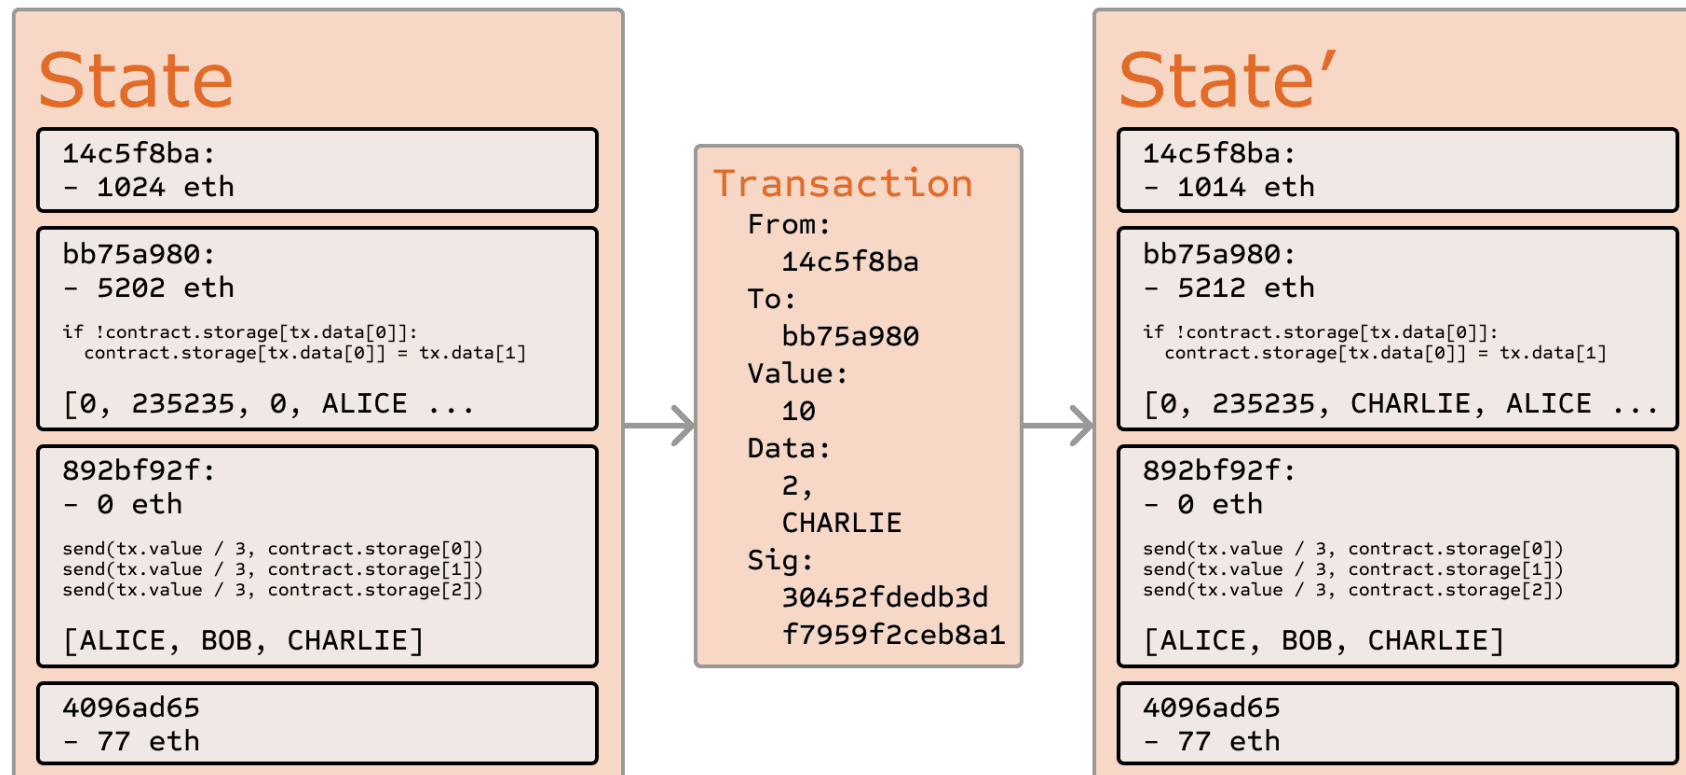 State
14c5f8ba:
- 1024 eth
bb75a980:
- 5202 eth
if !contract.storage[tx.data[0]]:
contract.storage[tx.data[0]] = tx.data[1]
[0, 235235, 0, ALICE ...
892bf92f:
- 0 eth
send(tx.value / 3, contract.storage[0])
send(tx.value / 3, contract.storage[1])
send(tx.value / 3, contract.storage[2])
[ALICE, BOB, CHARLIE]
4096ad65
- 77 eth
Transaction
From:
14c5f8ba
To:
bb75a980
Value:
10
Data:
2,
CHARLIE
Sig:
30452fdedb3d
f7959f2ceb8a1
State′
14c5f8ba:
- 1014 eth
bb75a980:
- 5212 eth
if !contract.storage[tx.data[0]]:
contract.storage[tx.data[0]] = tx.data[1]
[0, 235235, CHARLIE, ALICE ...
892bf92f:
- 0 eth
send(tx.value / 3, contract.storage[0])
send(tx.value / 3, contract.storage[1])
send(tx.value / 3, contract.storage[2])
[ALICE, BOB, CHARLIE]
4096ad65
- 77 eth